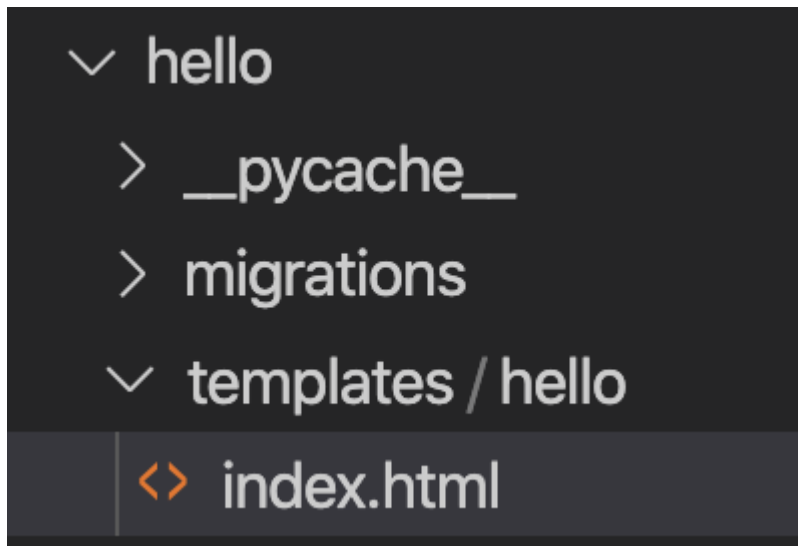 hello
__pycache__
migrations
templates / hello
index.html